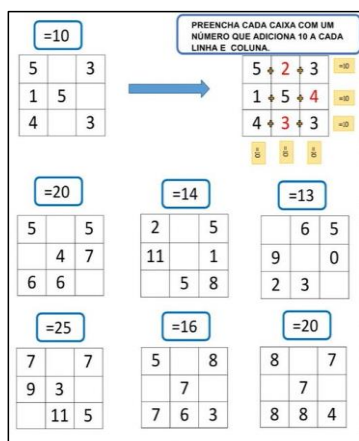 =10
PREENCHA CADA CAIXA COM UM
NÚMERO QUE ADICIONA 10 A CADA
LINHA E COLUNA.
5 3
1 5
4 3
5 + 2 + 3 =10
1 + 5 + 4 =10
4 + 3 + 3 =10
=10 =10 =10
=20
5 5
4 7
6 6
=14
2 5
11 1
5 8
=13
6 5
9 0
2 3
=25
7 7
9 3
11 5
=16
5 8
7
7 6 3
=20
8 7
7
8 8 4